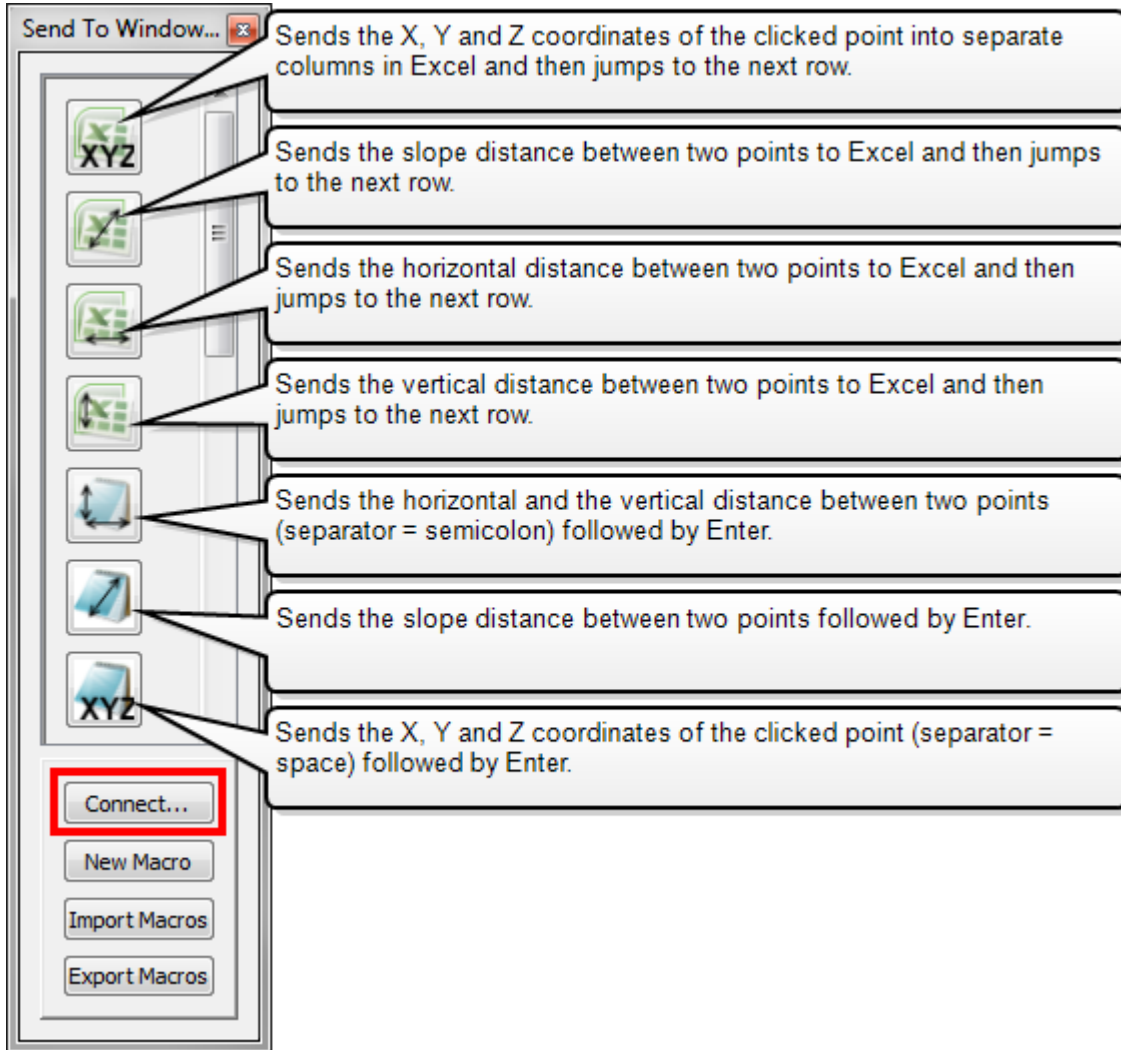 Send To Window...
Sends the X, Y and Z coordinates of the clicked point into separate
columns in Excel and then jumps to the next row.
XYZ
Sends the slope distance between two points to Excel and then jumps
to the next row.
Sends the horizontal distance between two points to Excel and then
jumps to the next row.
Sends the vertical distance between two points to Excel and then
jumps to the next row.
Sends the horizontal and the vertical distance between two points
(separator = semicolon) followed by Enter.
Sends the slope distance between two points followed by Enter.
XYZ
Sends the X, Y and Z coordinates of the clicked point (separator =
space) followed by Enter.
Connect...
New Macro
Import Macros
Export Macros